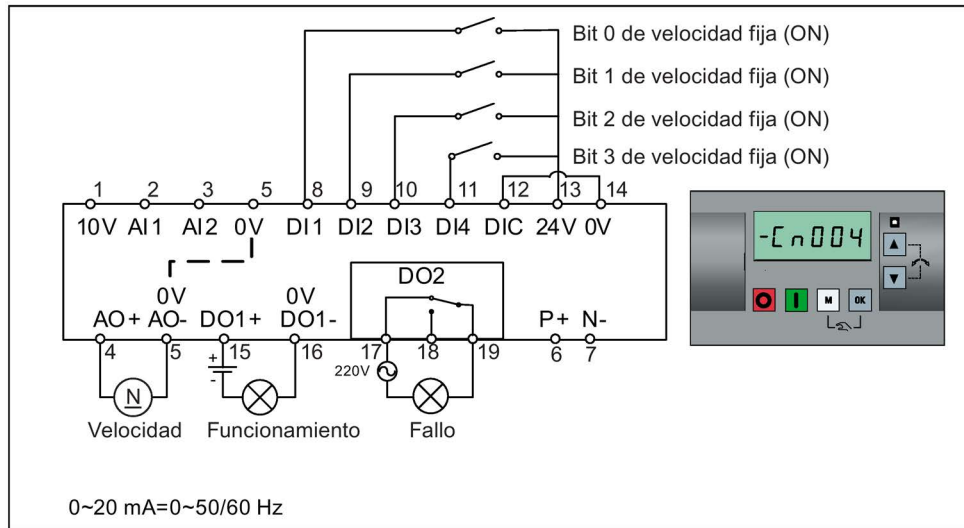 Bit 0 de velocidad fija (ON)
Bit 1 de velocidad fija (ON)
Bit 2 de velocidad fija (ON)
Bit 3 de velocidad fija (ON)
1 2 3 5 8 9 10 11 12 13 14
10V AI1 AI2 0V DI1 DI2 DI3 DI4 DIC 24V 0V
-Cn004
M OK
0V 0V DO2
AO+ AO- DO1+ DO1- P+ N-
4 5 15 16 17 18 19 6 7
+
-
220V
N
Velocidad Funcionamiento Fallo
0~20 mA=0~50/60 Hz